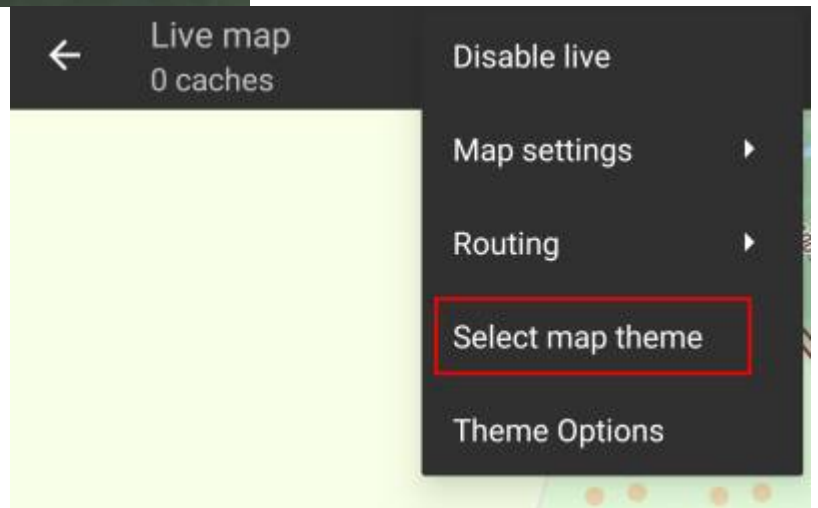 Live map
0 caches
Disable live
Map settings
Routing
Select map theme
Theme Options